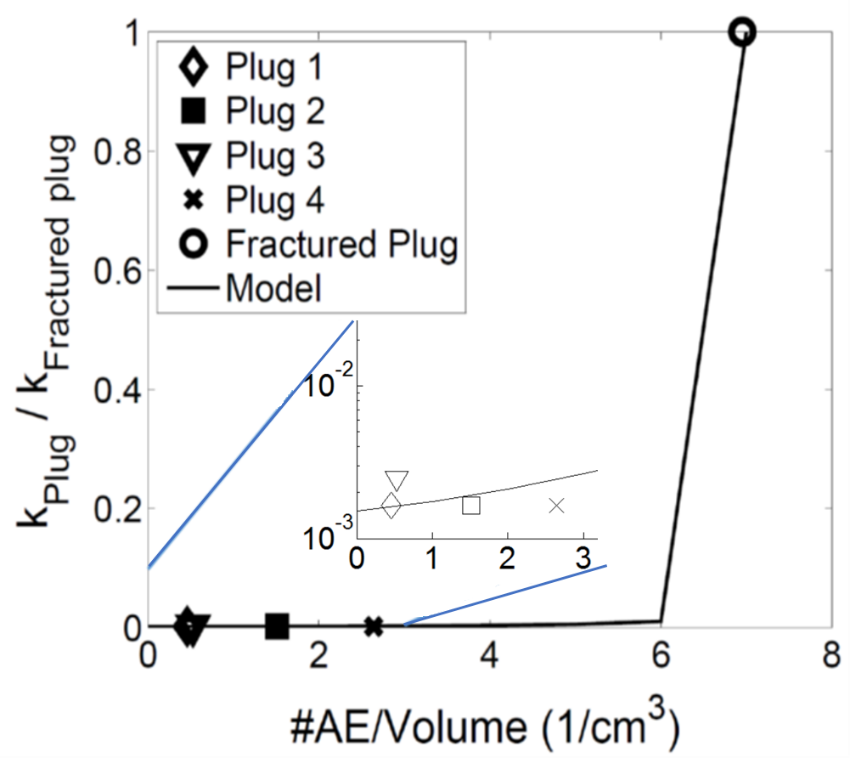 1
0.8
0.6
0.4
0.2
0
k_Plug / k_Fractured plug
Plug 1
Plug 2
Plug 3
Plug 4
Fractured Plug
Model
10^-2
10^-3
0 1 2 3
0 2 4 6 8
#AE/Volume (1/cm^3)